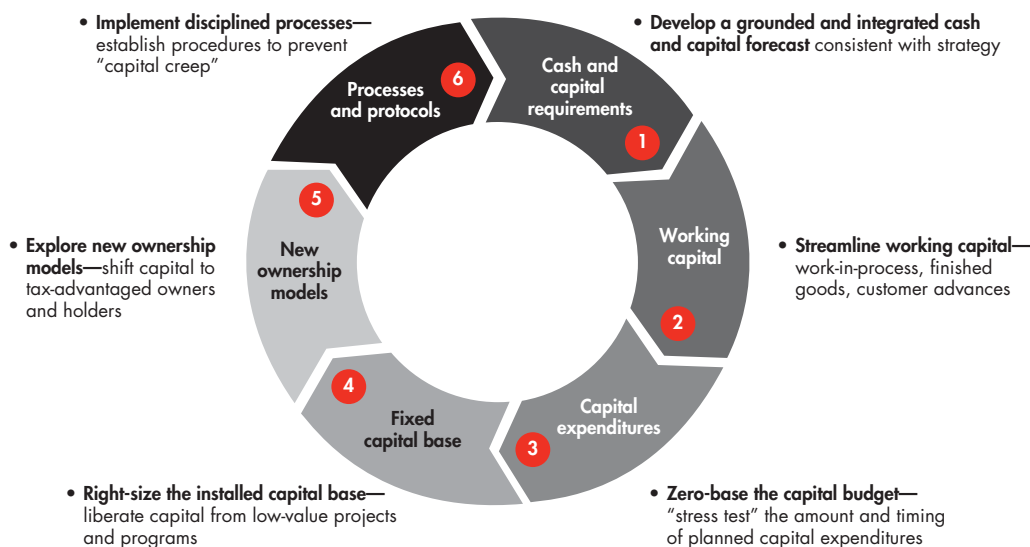 • Implement disciplined processes—
establish procedures to prevent
“capital creep”
• Develop a grounded and integrated cash
and capital forecast consistent with strategy
6
Processes
and protocols
Cash and
capital
requirements
1
5
New
ownership
models
Working
capital
2
• Explore new ownership
models—shift capital to
tax-advantaged owners
and holders
• Streamline working capital—
work-in-process, finished
goods, customer advances
4
Fixed
capital base
Capital
expenditures
3
• Right-size the installed capital base—
liberate capital from low-value projects
and programs
• Zero-base the capital budget—
“stress test” the amount and timing
of planned capital expenditures